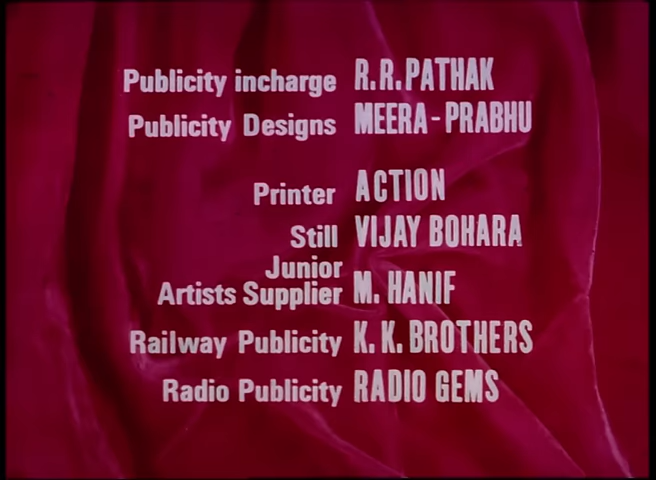 Publicity incharge R.R.PATHAK
Publicity Designs MEERA-PRABHU
Printer ACTION
Still VIJAY BOHARA
Junior
Artists Supplier M. HANIF
Railway Publicity K.K.BROTHERS
Radio Publicity RADIO GEMS